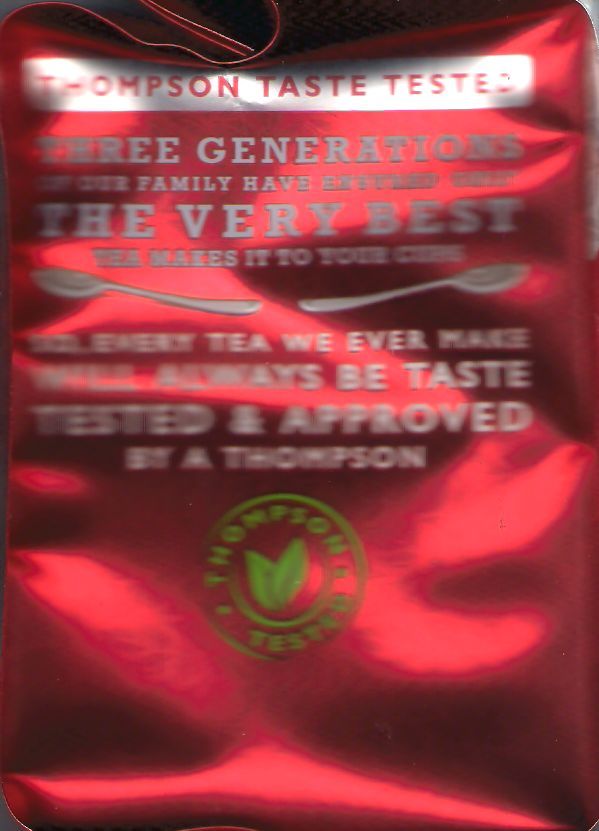 THOMPSON TASTE TESTED
THREE GENERATIONS
OF OUR FAMILY HAVE ENSURED ONLY
THE VERY BEST
TEA MAKES IT TO YOUR CUPS
SO, EVERY TEA WE EVER MAKE
WILL ALWAYS BE TASTE
TESTED & APPROVED
BY A THOMPSON
THOMPSON
TESTED